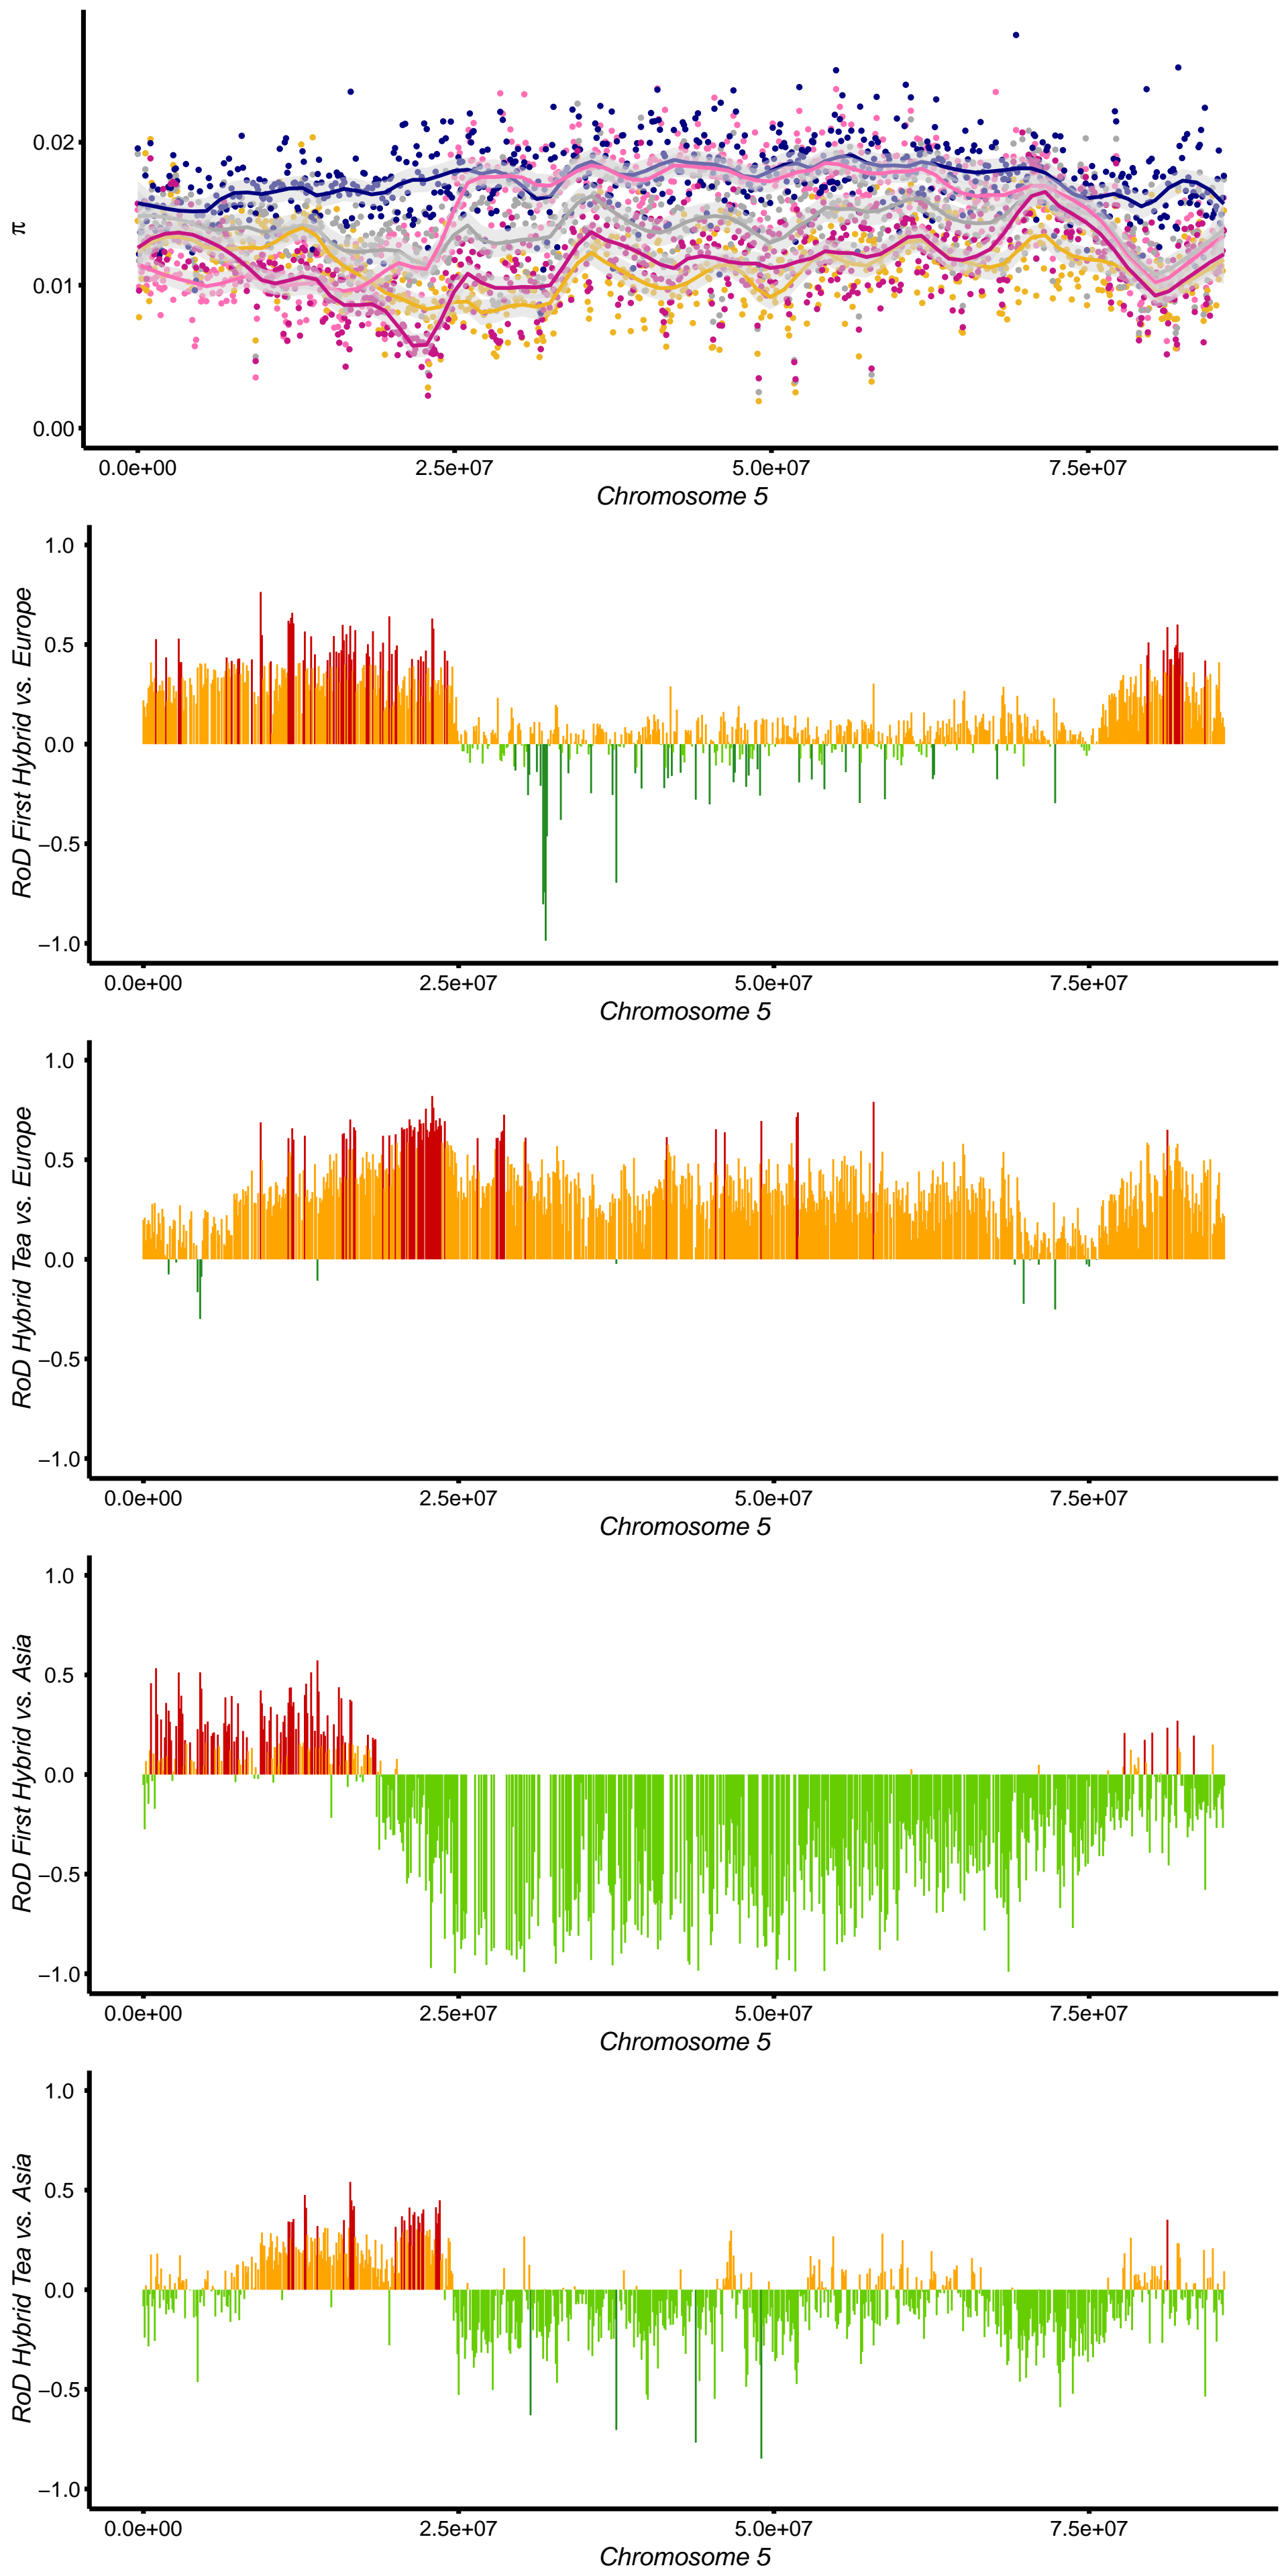 π
0.02
0.01
0.00
0.0e+00 2.5e+07 5.0e+07 7.5e+07
Chromosome 5
RoD First Hybrid vs. Europe
1.0
0.5
0.0
−0.5
−1.0
0.0e+00 2.5e+07 5.0e+07 7.5e+07
Chromosome 5
RoD Hybrid Tea vs. Europe
1.0
0.5
0.0
−0.5
−1.0
0.0e+00 2.5e+07 5.0e+07 7.5e+07
Chromosome 5
RoD First Hybrid vs. Asia
1.0
0.5
0.0
−0.5
−1.0
0.0e+00 2.5e+07 5.0e+07 7.5e+07
Chromosome 5
RoD Hybrid Tea vs. Asia
1.0
0.5
0.0
−0.5
−1.0
0.0e+00 2.5e+07 5.0e+07 7.5e+07
Chromosome 5